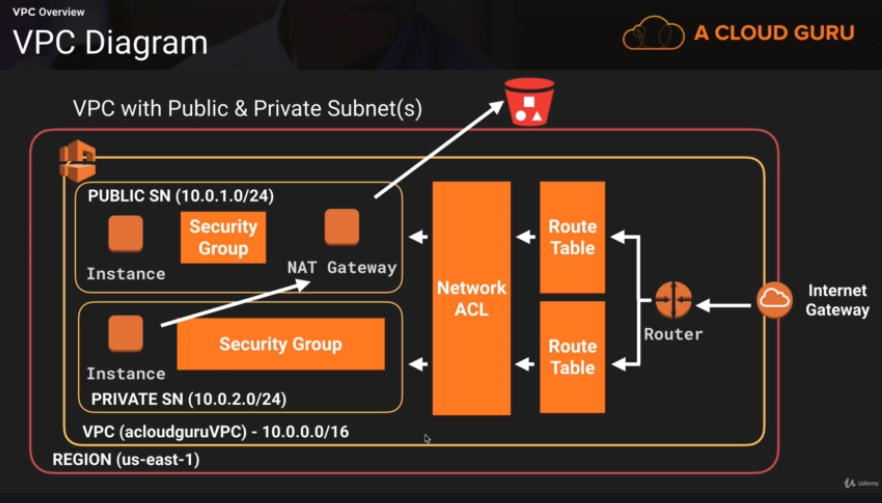 VPC Overview
VPC Diagram
A CLOUD GURU
VPC with Public & Private Subnet(s)
PUBLIC SN (10.0.1.0/24)
Security
Group
Instance
NAT Gateway
Security Group
Instance
PRIVATE SN (10.0.2.0/24)
Network
ACL
Route
Table
Route
Table
Router
Internet
Gateway
VPC (acloudguruVPC) - 10.0.0.0/16
REGION (us-east-1)
Udemy